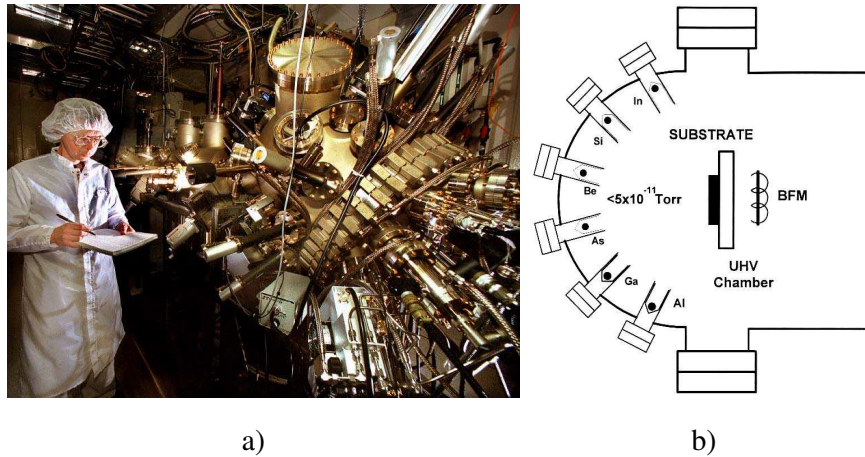 In
Si
SUBSTRATE
Be
<5x10⁻¹¹Torr
BFM
As
UHV
Chamber
Ga
Al
a)
b)